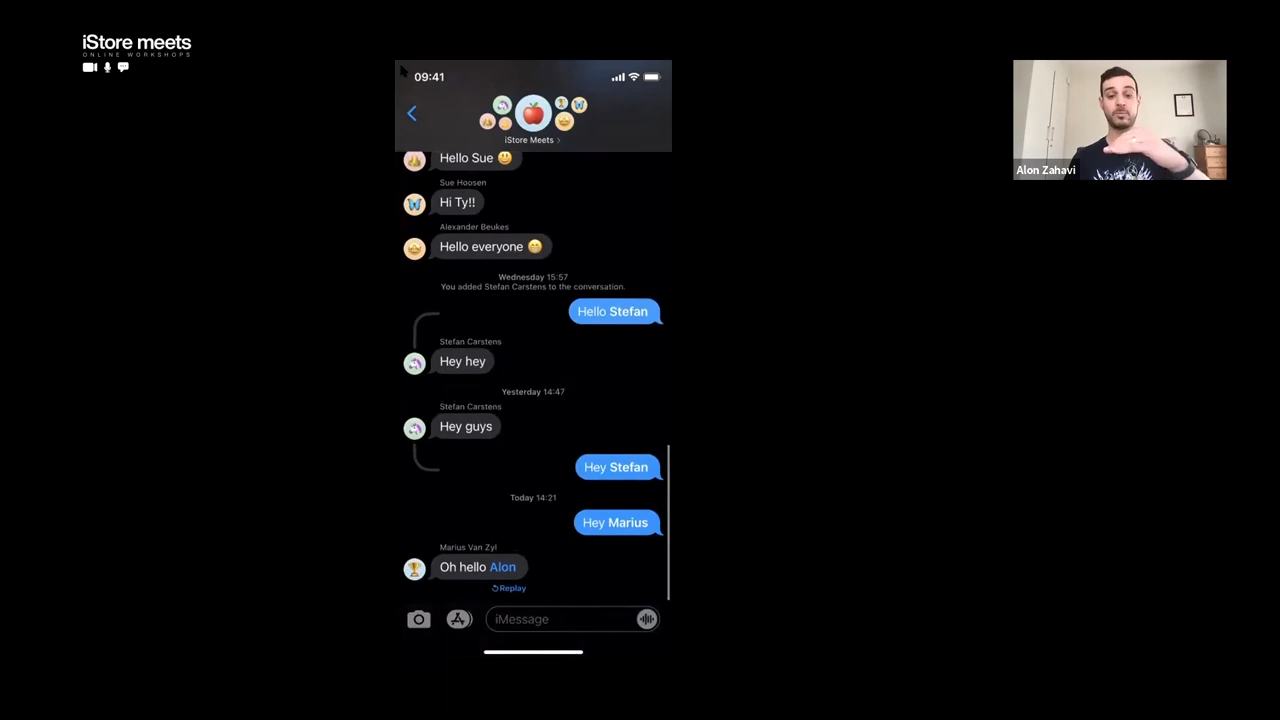 iStore meets
ONLINE WORKSHOPS
09:41
iStore Meets
Hello Sue 😃
Sue Hoosen
Hi Ty!!
Alexander Beukes
Hello everyone 😁
Wednesday 15:57
You added Stefan Carstens to the conversation.
Hello Stefan
Stefan Carstens
Hey hey
Yesterday 14:47
Stefan Carstens
Hey guys
Hey Stefan
Today 14:21
Hey Marius
Marius Van Zyl
Oh hello Alon
Replay
iMessage
Alon Zahavi